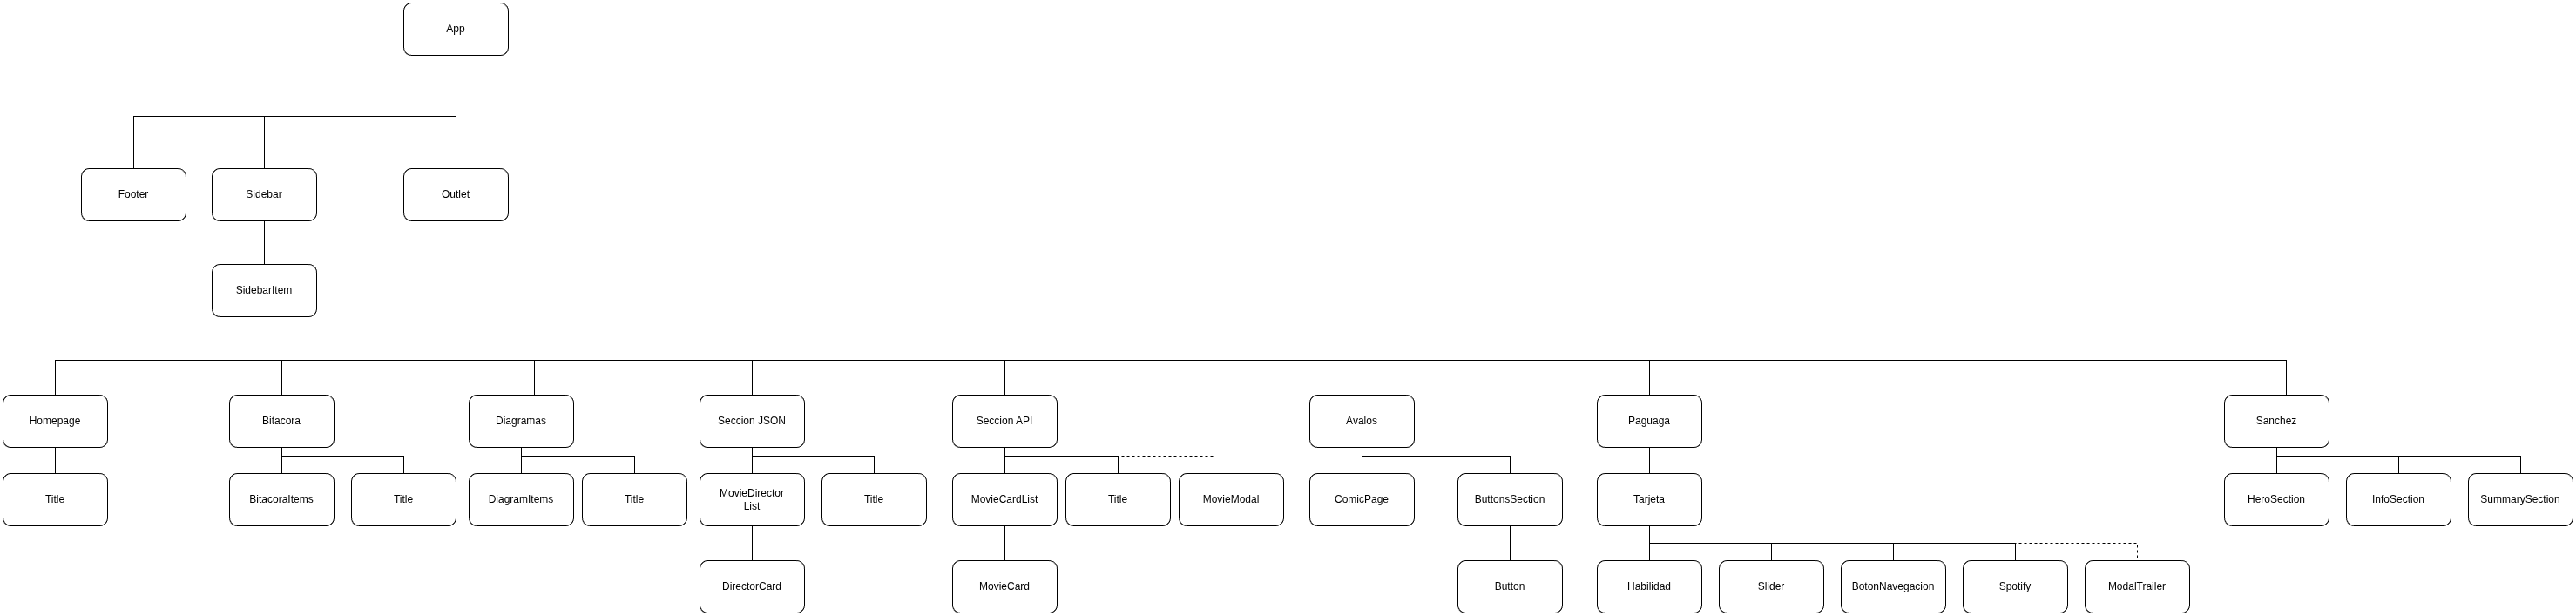 App
Footer
Sidebar
Outlet
SidebarItem
Homepage
Bitacora
Diagramas
Seccion JSON
Seccion API
Avalos
Paguaga
Sanchez
Title
BitacoraItems
Title
DiagramItems
Title
MovieDirector
List
Title
MovieCardList
Title
MovieModal
ComicPage
ButtonsSection
Tarjeta
HeroSection
InfoSection
SummarySection
DirectorCard
MovieCard
Button
Habilidad
Slider
BotonNavegacion
Spotify
ModalTrailer